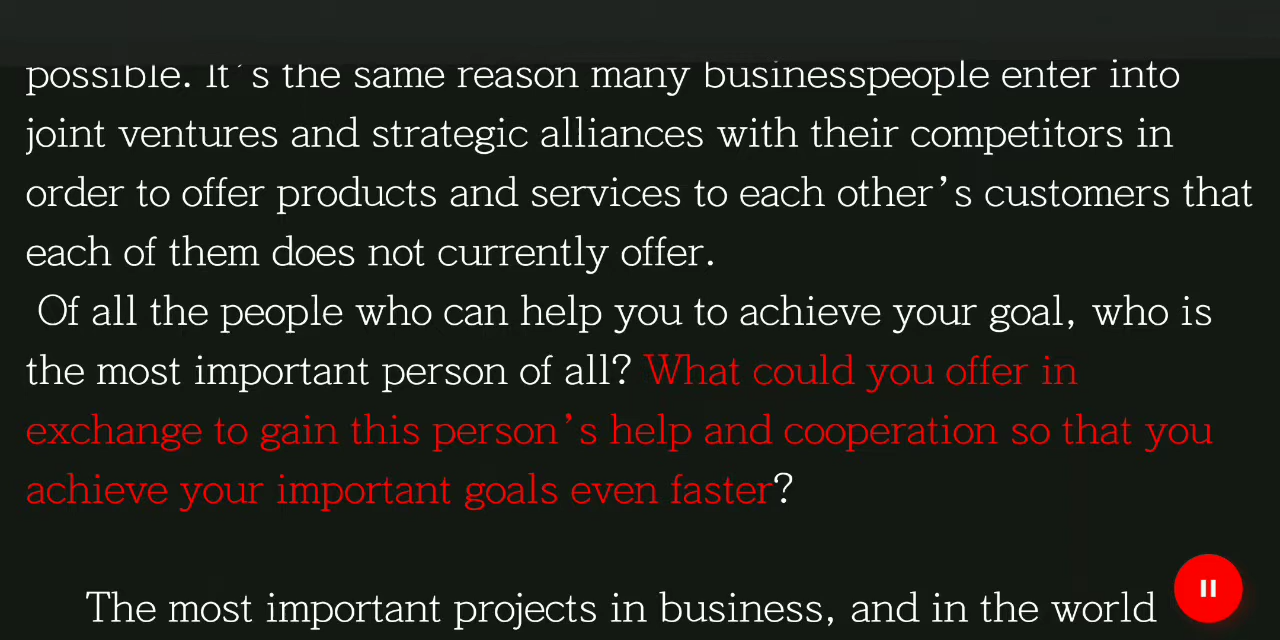 possible. It´s the same reason many businesspeople enter into
joint ventures and strategic alliances with their competitors in
order to offer products and services to each other’s customers that
each of them does not currently offer.
Of all the people who can help you to achieve your goal, who is
the most important person of all? What could you offer in
exchange to gain this person’s help and cooperation so that you
achieve your important goals even faster?
The most important projects in business, and in the world